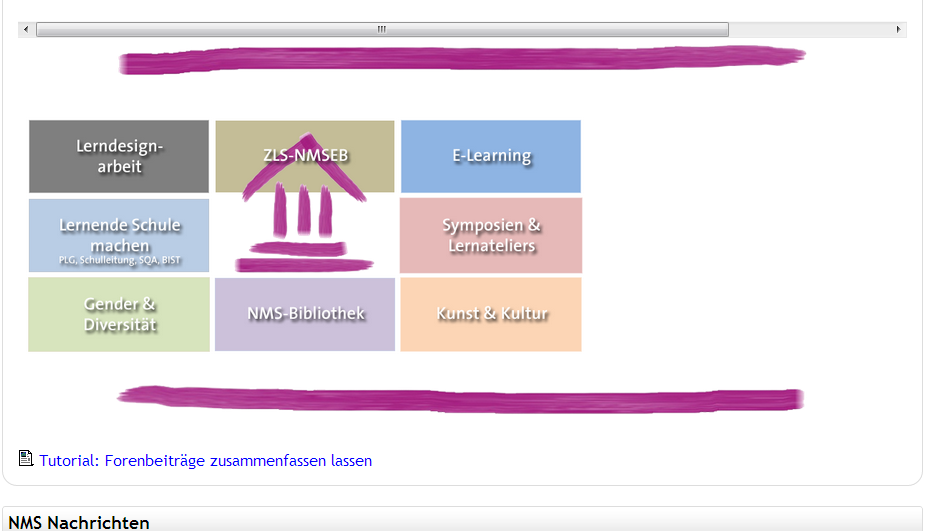 Lerndesign-
arbeit
ZLS-NMSEB
E-Learning
Lernende Schule
machen
PLG, Schulleitung, SQA, BIST
Symposien &
Lernateliers
Gender &
Diversität
NMS-Bibliothek
Kunst & Kultur
Tutorial: Forenbeiträge zusammenfassen lassen
NMS Nachrichten